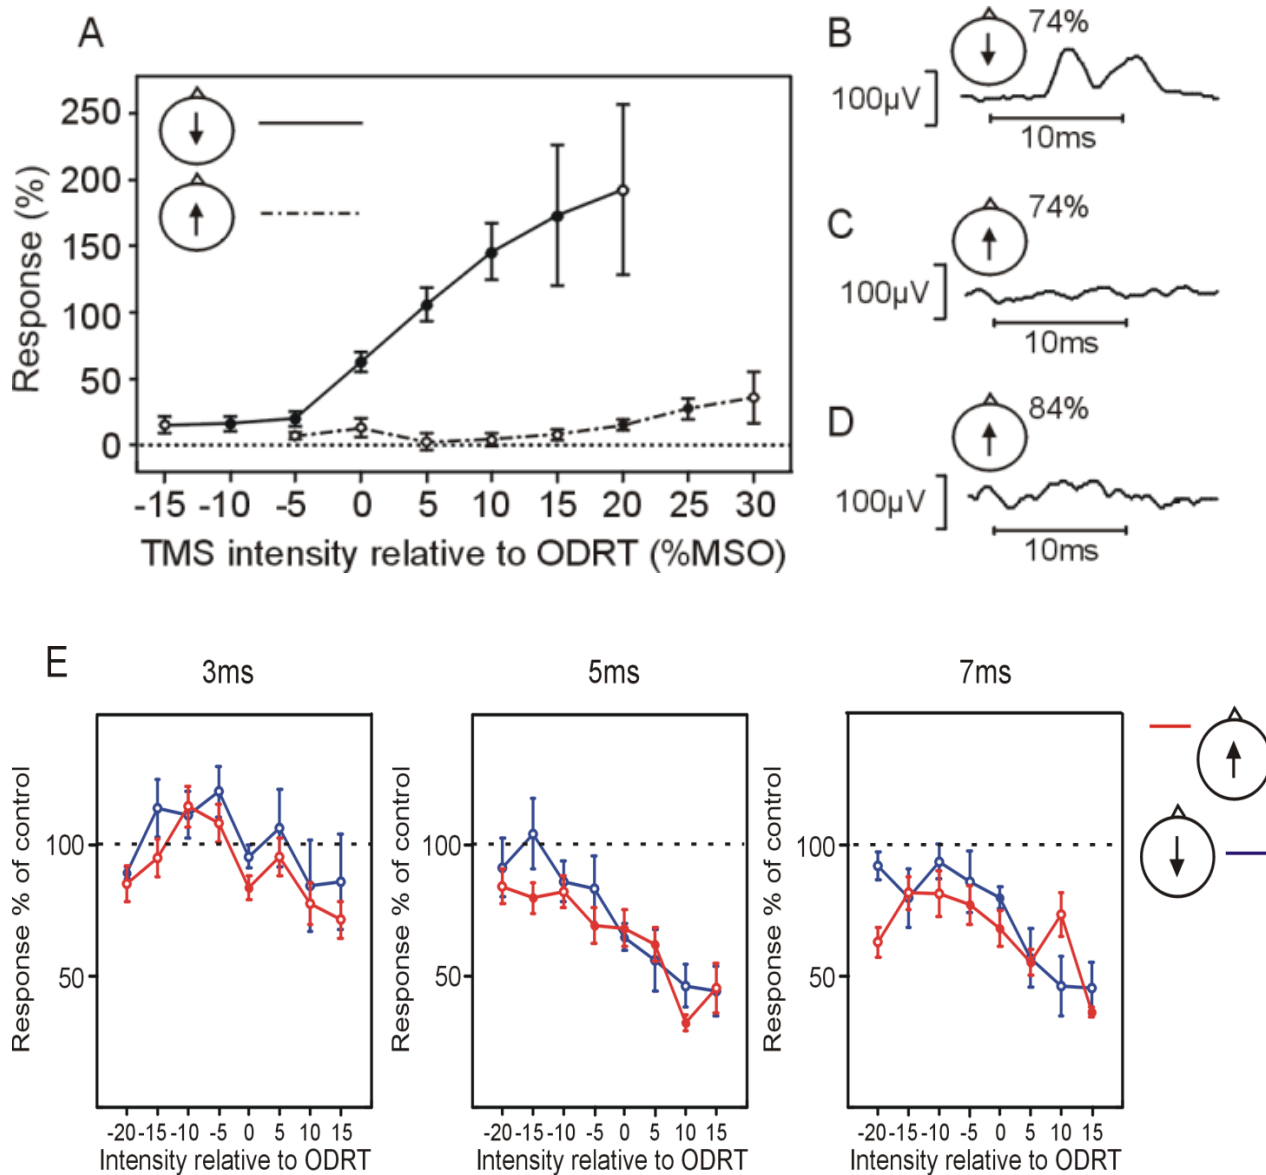 A
Response (%)
250
200
150
100
50
0
-15 -10 -5 0 5 10 15 20 25 30
TMS intensity relative to ODRT (%MSO)
B
74%
100µV
10ms
C
74%
100µV
10ms
D
84%
100µV
10ms
E
3ms
Response % of control
100
50
-20 -15 -10 -5 0 5 10 15
Intensity relative to ODRT
5ms
Response % of control
100
50
-20 -15 -10 -5 0 5 10 15
Intensity relative to ODRT
7ms
Response % of control
100
50
-20 -15 -10 -5 0 5 10 15
Intensity relative to ODRT